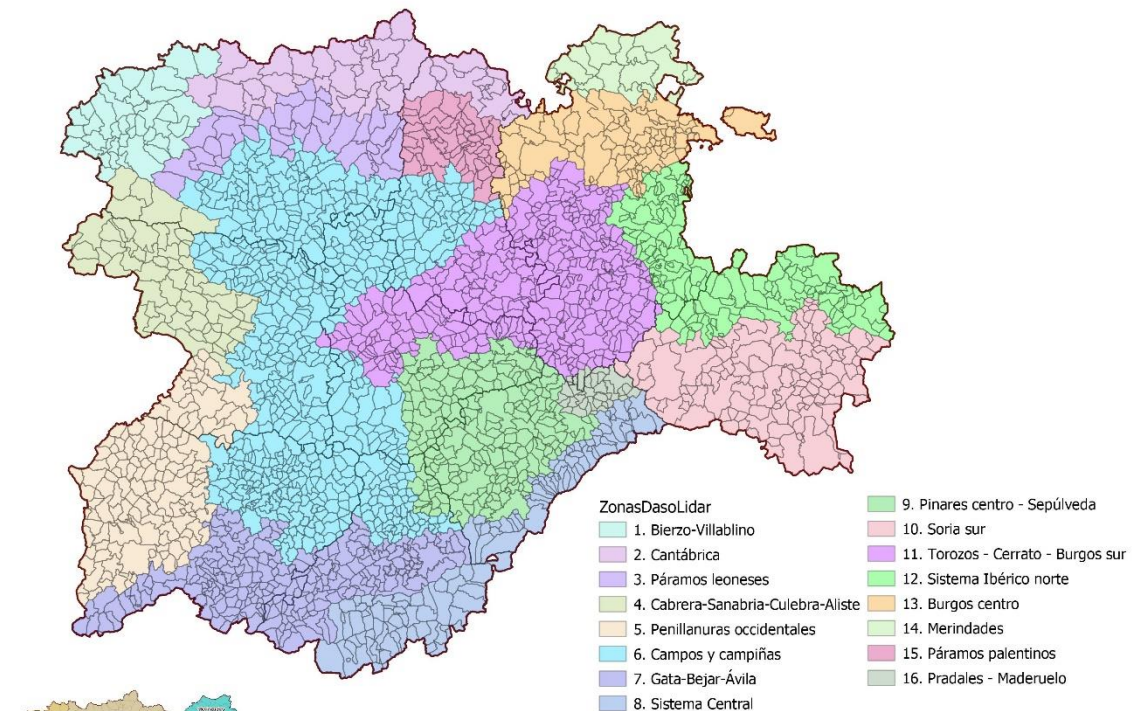 ZonasDasoLidar
1. Bierzo-Villablino
2. Cantábrica
3. Páramos leoneses
4. Cabrera-Sanabria-Culebra-Aliste
5. Penillanuras occidentales
6. Campos y campiñas
7. Gata-Bejar-Ávila
8. Sistema Central
9. Pinares centro - Sepúlveda
10. Soria sur
11. Torozos - Cerrato - Burgos sur
12. Sistema Ibérico norte
13. Burgos centro
14. Merindades
15. Páramos palentinos
16. Pradales - Maderuelo